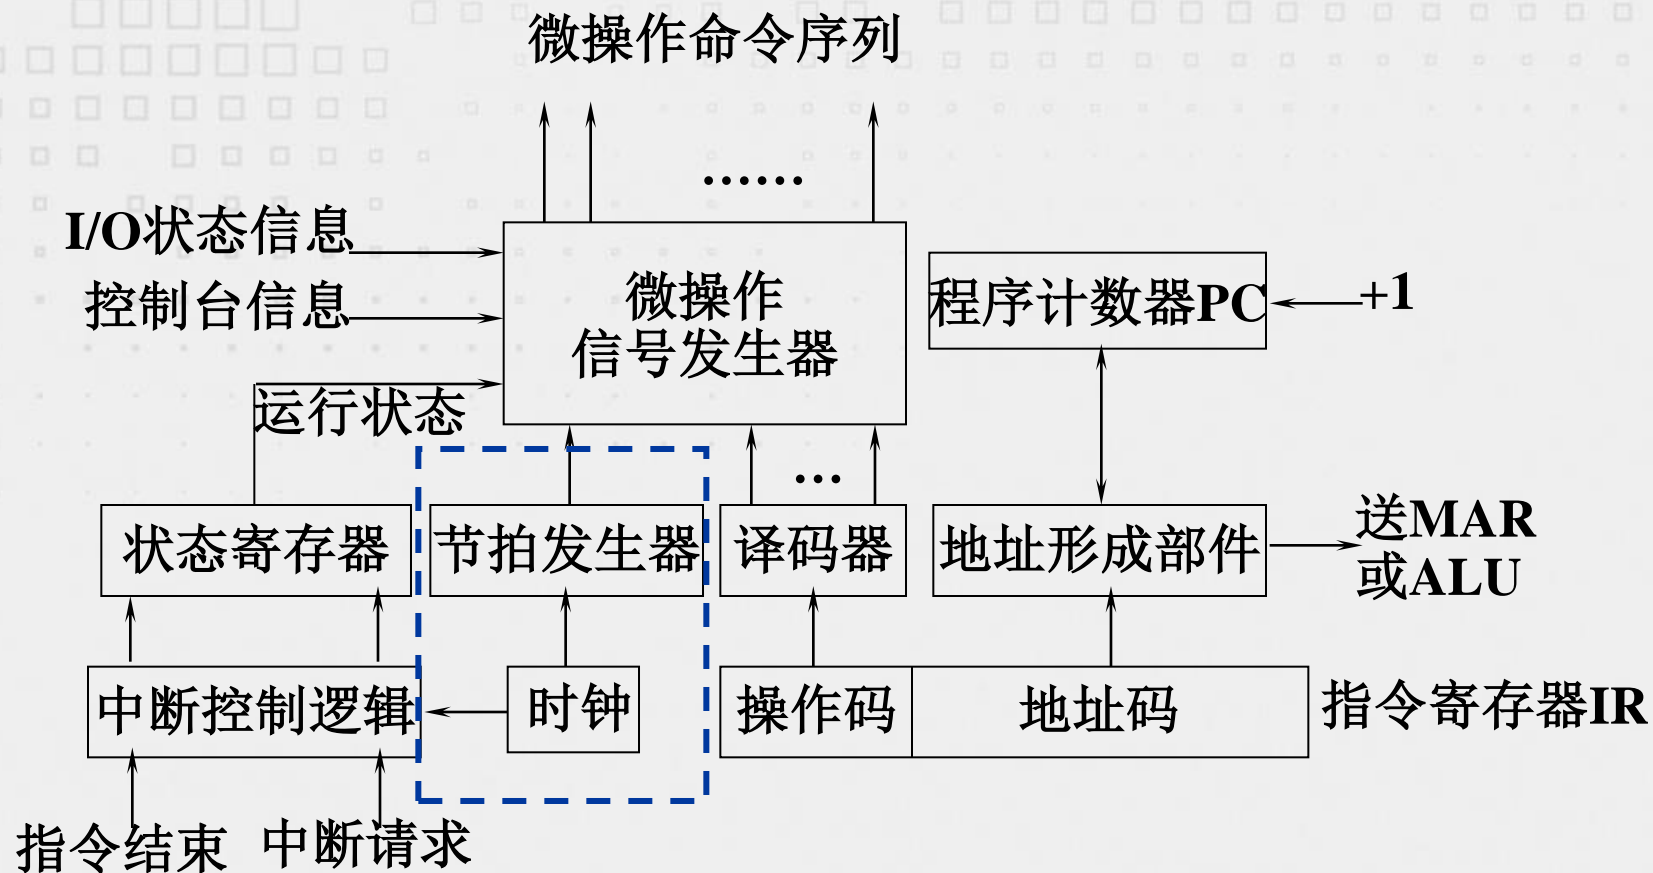 微操作命令序列
......
I/O状态信息
控制台信息
微操作
信号发生器
程序计数器PC
+1
运行状态
...
状态寄存器
节拍发生器
译码器
地址形成部件
送MAR
或ALU
中断控制逻辑
时钟
操作码
地址码
指令寄存器IR
指令结束
中断请求